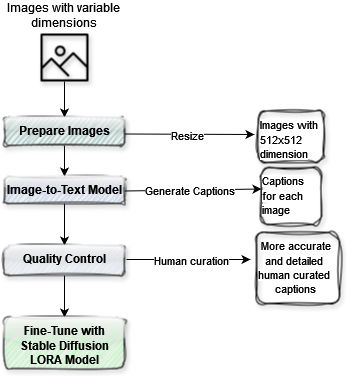 Images with variable
dimensions
Prepare Images
Resize
Images with
512x512
dimension
Image-to-Text Model
Generate Captions
Captions
for each
image
Quality Control
Human curation
More accurate
and detailed
human curated
captions
Fine-Tune with
Stable Diffusion
LORA Model